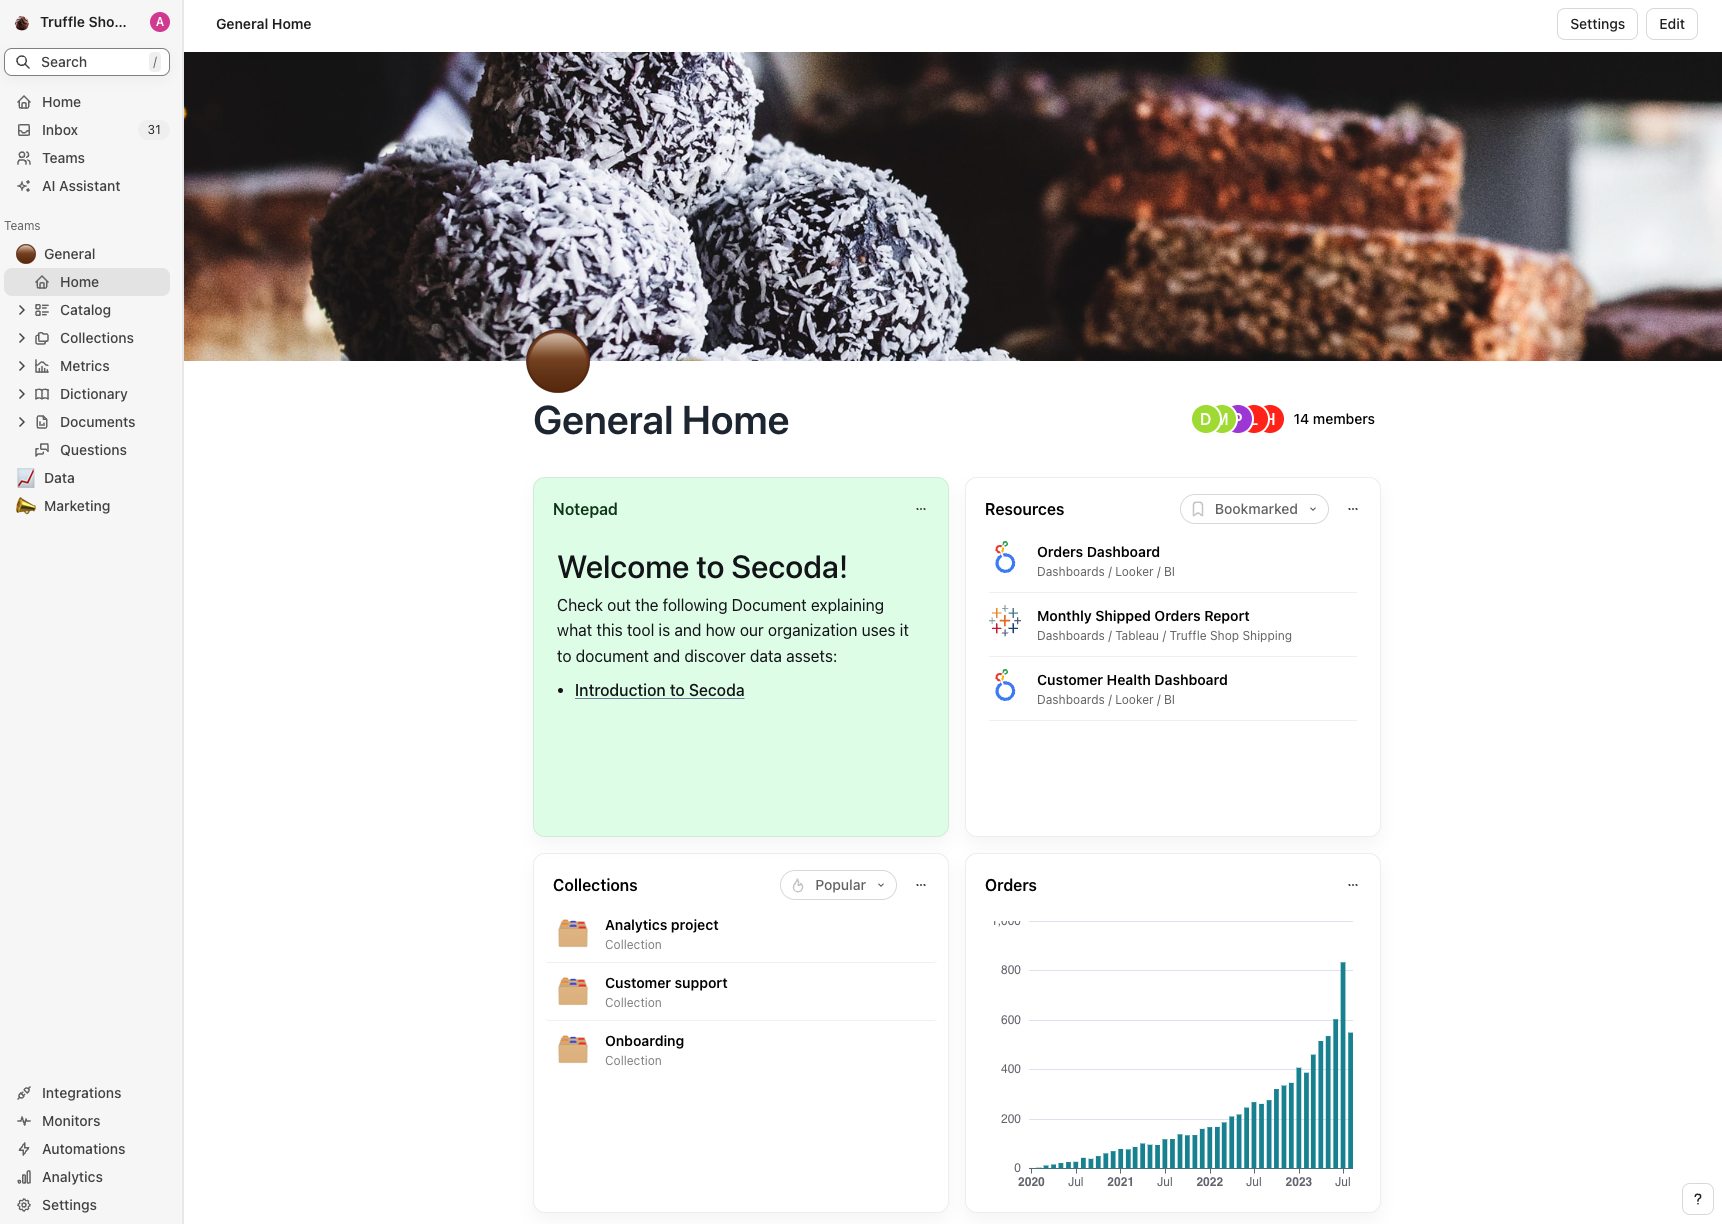 Truffle Sho...
A
Search
/
Home
Inbox
31
Teams
AI Assistant
Teams
General
Home
Catalog
Collections
Metrics
Dictionary
Documents
Questions
Data
Marketing
Integrations
Monitors
Automations
Analytics
Settings
General Home
Settings
Edit
General Home
D
M
P
L
H
14 members
Notepad
...
Welcome to Secoda!
Check out the following Document explaining
what this tool is and how our organization uses it
to document and discover data assets:
• Introduction to Secoda
Resources
Bookmarked
...
Orders Dashboard
Dashboards / Looker / BI
Monthly Shipped Orders Report
Dashboards / Tableau / Truffle Shop Shipping
Customer Health Dashboard
Dashboards / Looker / BI
Collections
Popular
...
Analytics project
Collection
Customer support
Collection
Onboarding
Collection
Orders
...
1,000
800
600
400
200
0
2020 Jul 2021 Jul 2022 Jul 2023 Jul
?